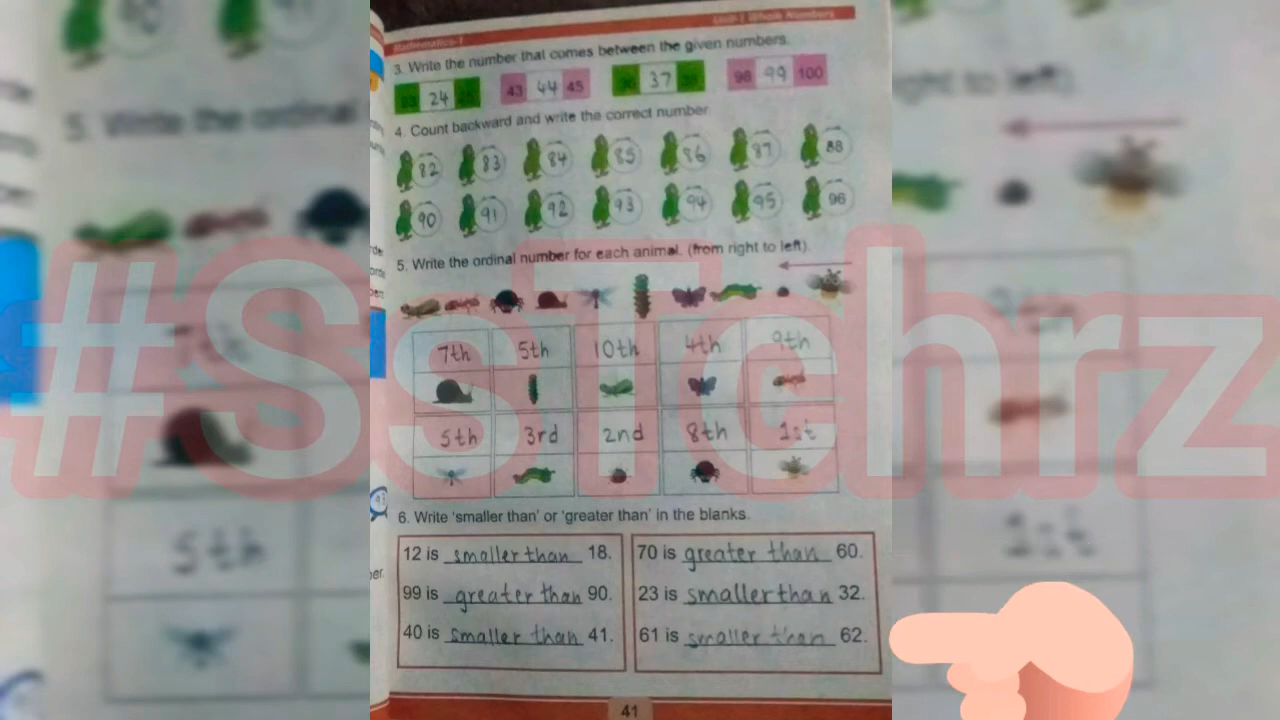 Mathematics-1 Unit-1 Whole Numbers
3. Write the number that comes between the given numbers.
24 43 44 45 37 98 99 100
4. Count backward and write the correct number.
82 83 84 85 86 87 88
90 91 92 93 94 95 96
5. Write the ordinal number for each animal. (from right to left).
7th 5th 10th 4th 9th
5th 3rd 2nd 8th 1st
6. Write 'smaller than' or 'greater than' in the blanks.
12 is smaller than 18. 70 is greater than 60.
99 is greater than 90. 23 is smaller than 32.
40 is smaller than 41. 61 is smaller than 62.
41
#SsTchrz